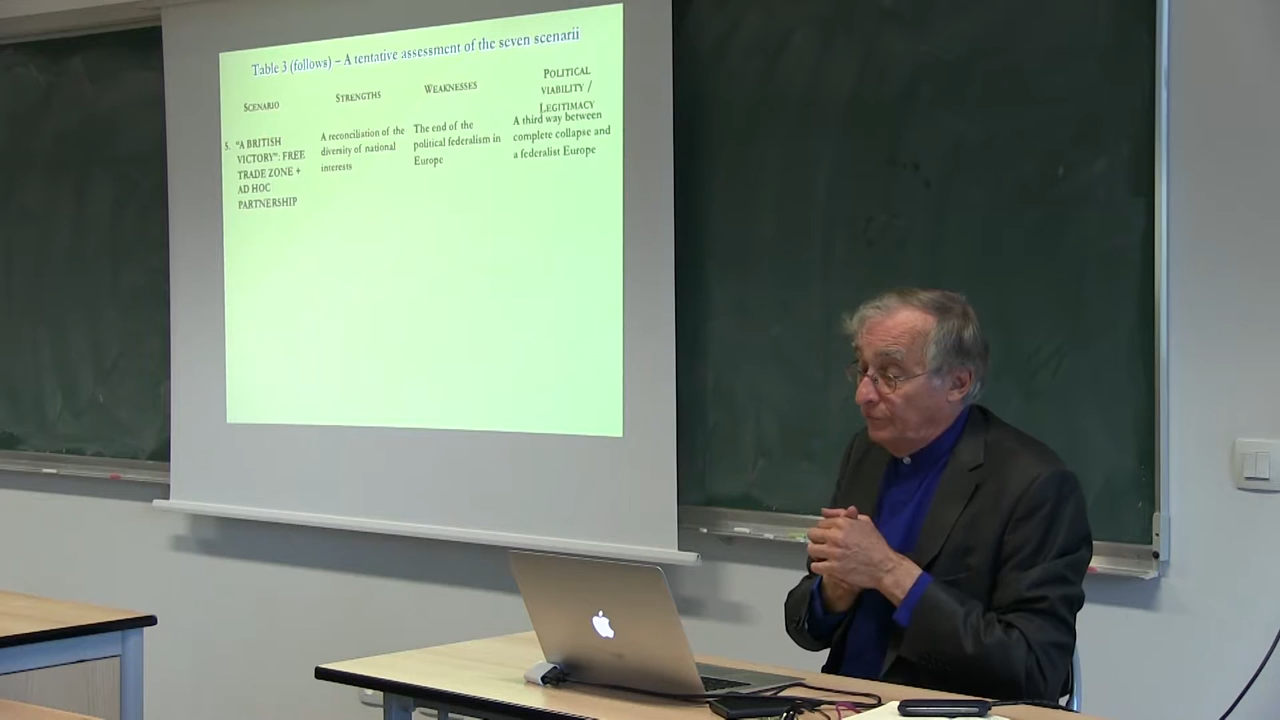 Table 3 (follows) – A tentative assessment of the seven scenarii
SCENARIO
STRENGTHS
WEAKNESSES
POLITICAL
VIABILITY /
LEGITIMACY
5. "A BRITISH
VICTORY": FREE
TRADE ZONE +
AD HOC
PARTNERSHIP
A reconciliation of the
diversity of national
interests
The end of the
political federalism in
Europe
A third way between
complete collapse and
a federalist Europe